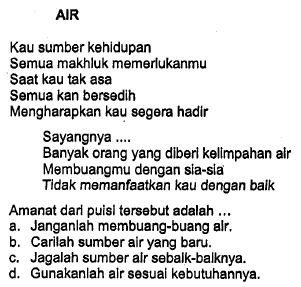 AIR
Kau sumber kehidupan
Semua makhluk memerlukanmu
Saat kau tak asa
Semua kan bersedih
Mengharapkan kau segera hadir
Sayangnya ....
Banyak orang yang diberi kelimpahan air
Membuangmu dengan sia-sia
Tidak memanfaatkan kau dengan baik
Amanat dari puisi tersebut adalah ...
a. Janganlah membuang-buang air.
b. Carilah sumber air yang baru.
c. Jagalah sumber air sebaik-baiknya.
d. Gunakanlah air sesuai kebutuhannya.